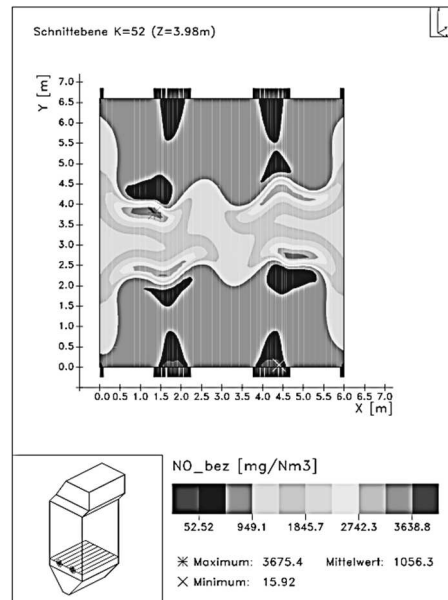 Schnittebene K=52 (Z=3.98m)
Y [m]
7.0
6.5
6.0
5.5
5.0
4.5
4.0
3.5
3.0
2.5
2.0
1.5
1.0
0.5
0.0
0.0 0.5 1.0 1.5 2.0 2.5 3.0 3.5 4.0 4.5 5.0 5.5 6.0 6.5 7.0
X [m]
NO_bez [mg/Nm3]
52.52 949.1 1845.7 2742.3 3638.8
Maximum: 3675.4 Mittelwert: 1056.3
Minimum: 15.92